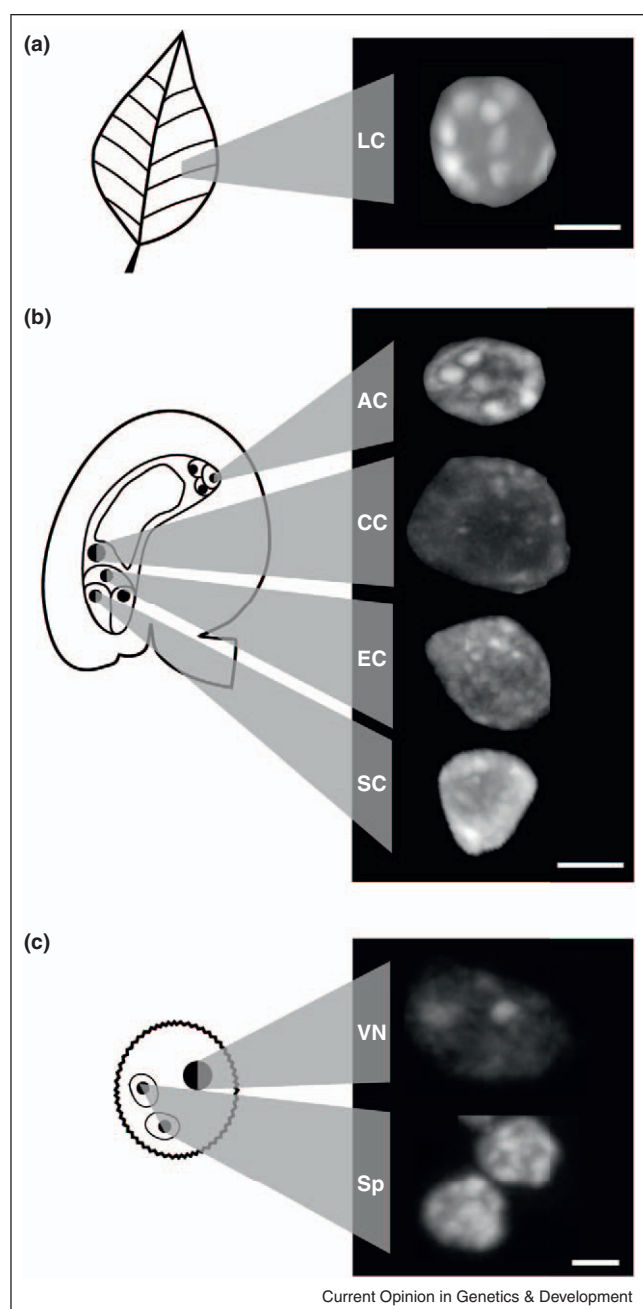 (a)
LC
(b)
AC
CC
EC
SC
(c)
VN
Sp
Current Opinion in Genetics & Development